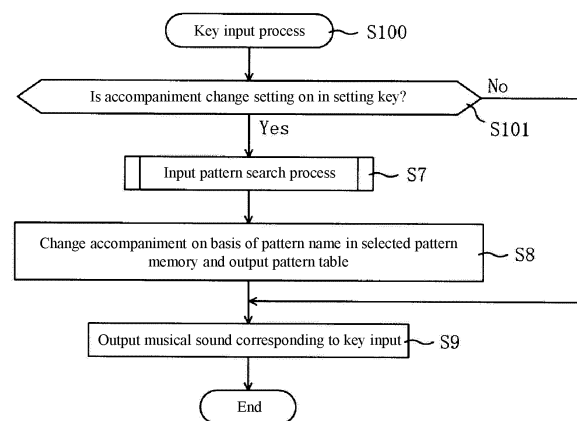 Key input process
S100
Is accompaniment change setting on in setting key?
No
S101
Yes
Input pattern search process
S7
Change accompaniment on basis of pattern name in selected pattern
memory and output pattern table
S8
Output musical sound corresponding to key input
S9
End